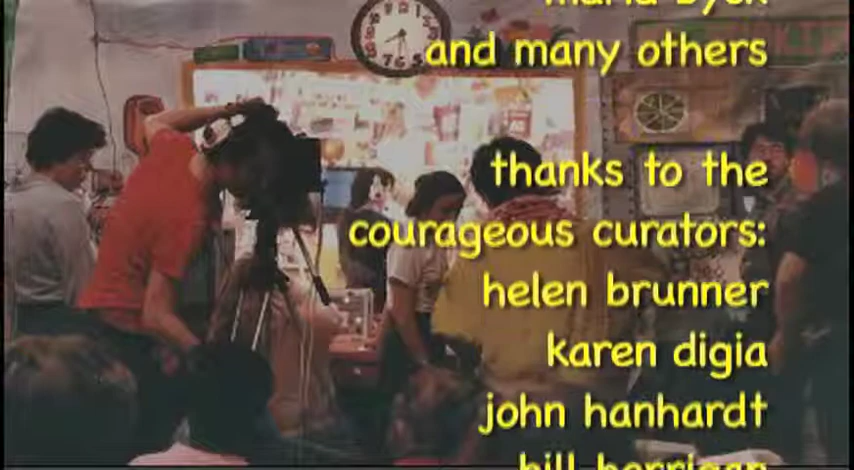 and many others
thanks to the
courageous curators:
helen brunner
karen digia
john hanhardt